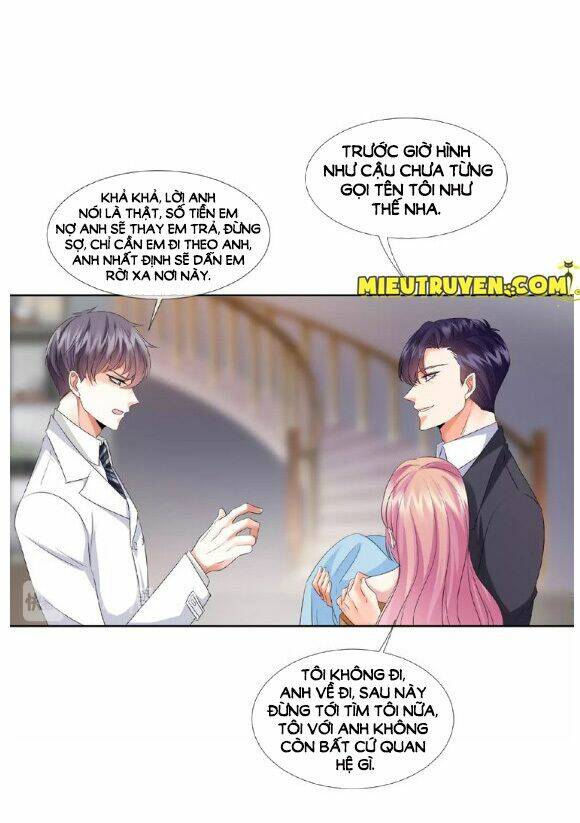 TRƯỚC GIỜ HÌNH
NHƯ CẬU CHƯA TỪNG
GỌI TÊN TÔI NHƯ
THẾ NHA.
KHẢ KHẢ, LỜI ANH
NÓI LÀ THẬT, SỐ TIỀN EM
NỢ ANH SẼ THAY EM TRẢ, ĐỪNG
SỢ, CHỈ CẦN EM ĐI THEO ANH,
ANH NHẤT ĐỊNH SẼ DẪN EM
RỜI XA NƠI NÀY.
MIEUTRUYEN.COM
TÔI KHÔNG ĐI,
ANH VỀ ĐI, SAU NÀY
ĐỪNG TỚI TÌM TÔI NỮA,
TÔI VỚI ANH KHÔNG
CÒN BẤT CỨ QUAN
HỆ GÌ.